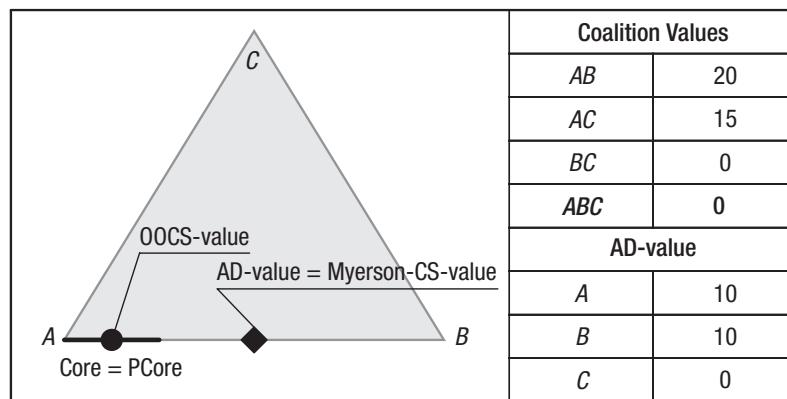 C
OOCS-value
AD-value = Myerson-CS-value
A
B
Core = PCore
Coalition Values
AB 20
AC 15
BC 0
ABC 0
AD-value
A 10
B 10
C 0